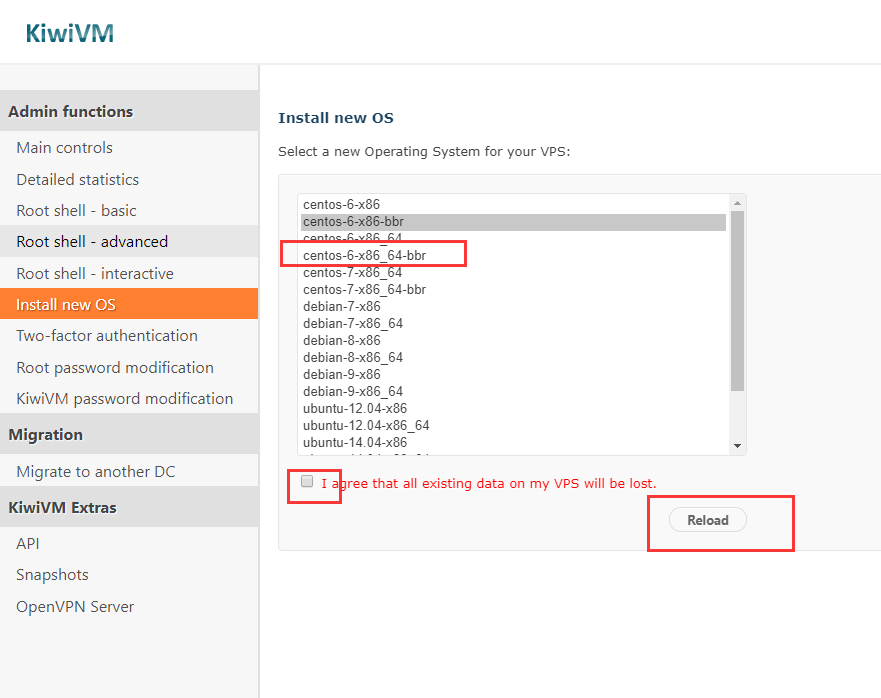 KiwiVM
Admin functions
Main controls
Detailed statistics
Root shell - basic
Root shell - advanced
Root shell - interactive
Install new OS
Two-factor authentication
Root password modification
KiwiVM password modification
Migration
Migrate to another DC
KiwiVM Extras
API
Snapshots
OpenVPN Server
Install new OS
Select a new Operating System for your VPS:
centos-6-x86
centos-6-x86-bbr
centos-6-x86_64
centos-6-x86_64-bbr
centos-7-x86_64
centos-7-x86_64-bbr
debian-7-x86
debian-7-x86_64
debian-8-x86
debian-8-x86_64
debian-9-x86
debian-9-x86_64
ubuntu-12.04-x86
ubuntu-12.04-x86_64
ubuntu-14.04-x86
I agree that all existing data on my VPS will be lost.
Reload